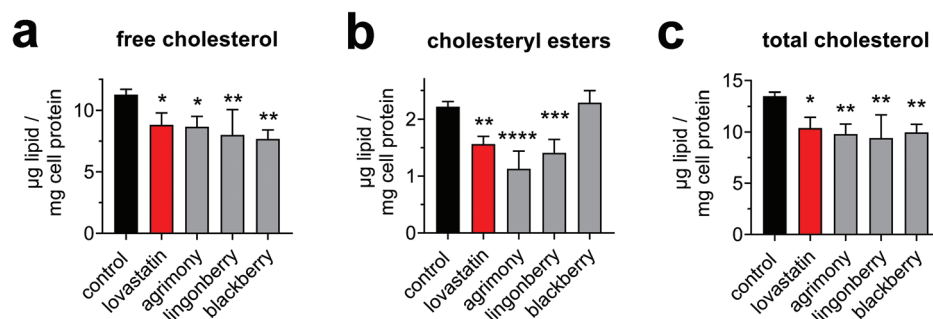 a free cholesterol
µg lipid /
mg cell protein
10
5
0
* * ** **
control
lovastatin
agrimony
lingonberry
blackberry
b cholesteryl esters
µg lipid /
mg cell protein
2
1
0
** **** ***
control
lovastatin
agrimony
lingonberry
blackberry
c total cholesterol
µg lipid /
mg cell protein
15
10
5
0
* ** ** **
control
lovastatin
agrimony
lingonberry
blackberry